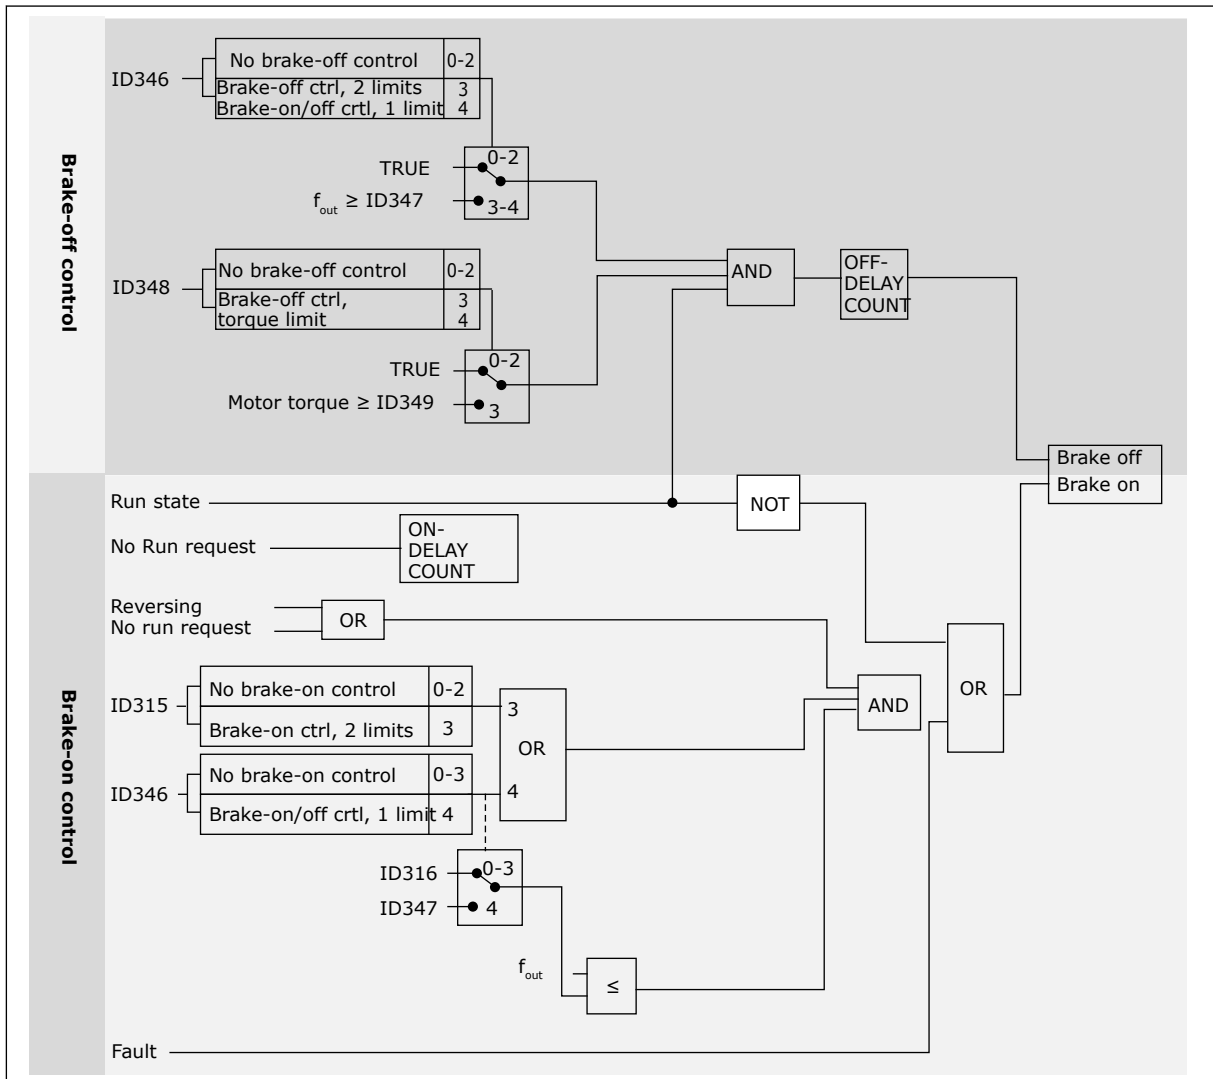 Brake-off control
ID346
No brake-off control 0-2
Brake-off ctrl, 2 limits 3
Brake-on/off crtl, 1 limit 4
TRUE
0-2
fout ≥ ID347
3-4
ID348
No brake-off control 0-2
Brake-off ctrl, 3
torque limit 4
TRUE
0-2
Motor torque ≥ ID349
3
AND
OFF-
DELAY
COUNT
Brake off
Brake on
Brake-on control
Run state
NOT
No Run request
ON-
DELAY
COUNT
Reversing
No run request
OR
ID315
No brake-on control 0-2
Brake-on ctrl, 2 limits 3
ID346
No brake-on control 0-3
Brake-on/off crtl, 1 limit 4
3
OR
4
AND
OR
ID316
0-3
ID347
4
fout
≤
Fault